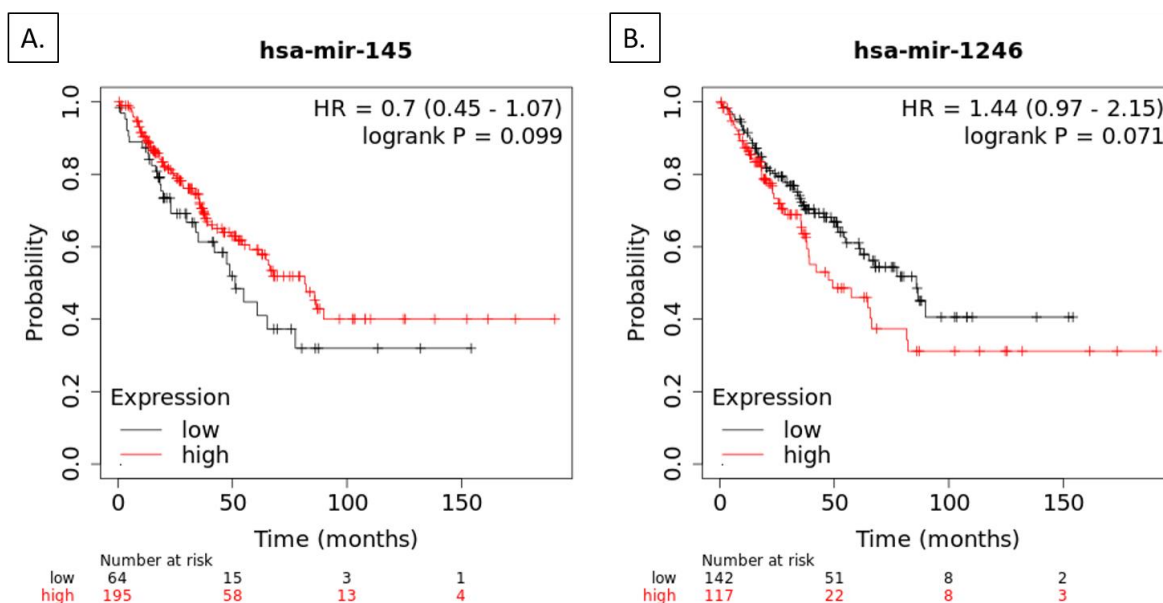 A.
hsa-mir-145
HR = 0.7 (0.45 - 1.07)
logrank P = 0.099
Probability
1.0
0.8
0.6
0.4
0.2
0.0
Expression
low
high
0 50 100 150
Time (months)
Number at risk
low 64 15 3 1
high 195 58 13 4
B.
hsa-mir-1246
HR = 1.44 (0.97 - 2.15)
logrank P = 0.071
Probability
1.0
0.8
0.6
0.4
0.2
0.0
Expression
low
high
0 50 100 150
Time (months)
Number at risk
low 142 51 8 2
high 117 22 8 3